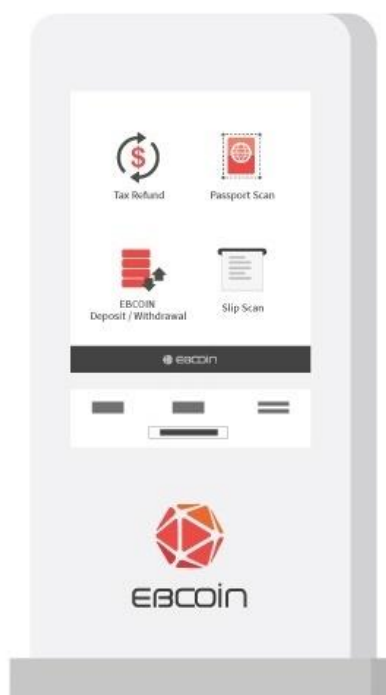 $
Tax Refund
Passport Scan
EBCOIN
Deposit / Withdrawal
Slip Scan
EBCOIN
EBCOIN